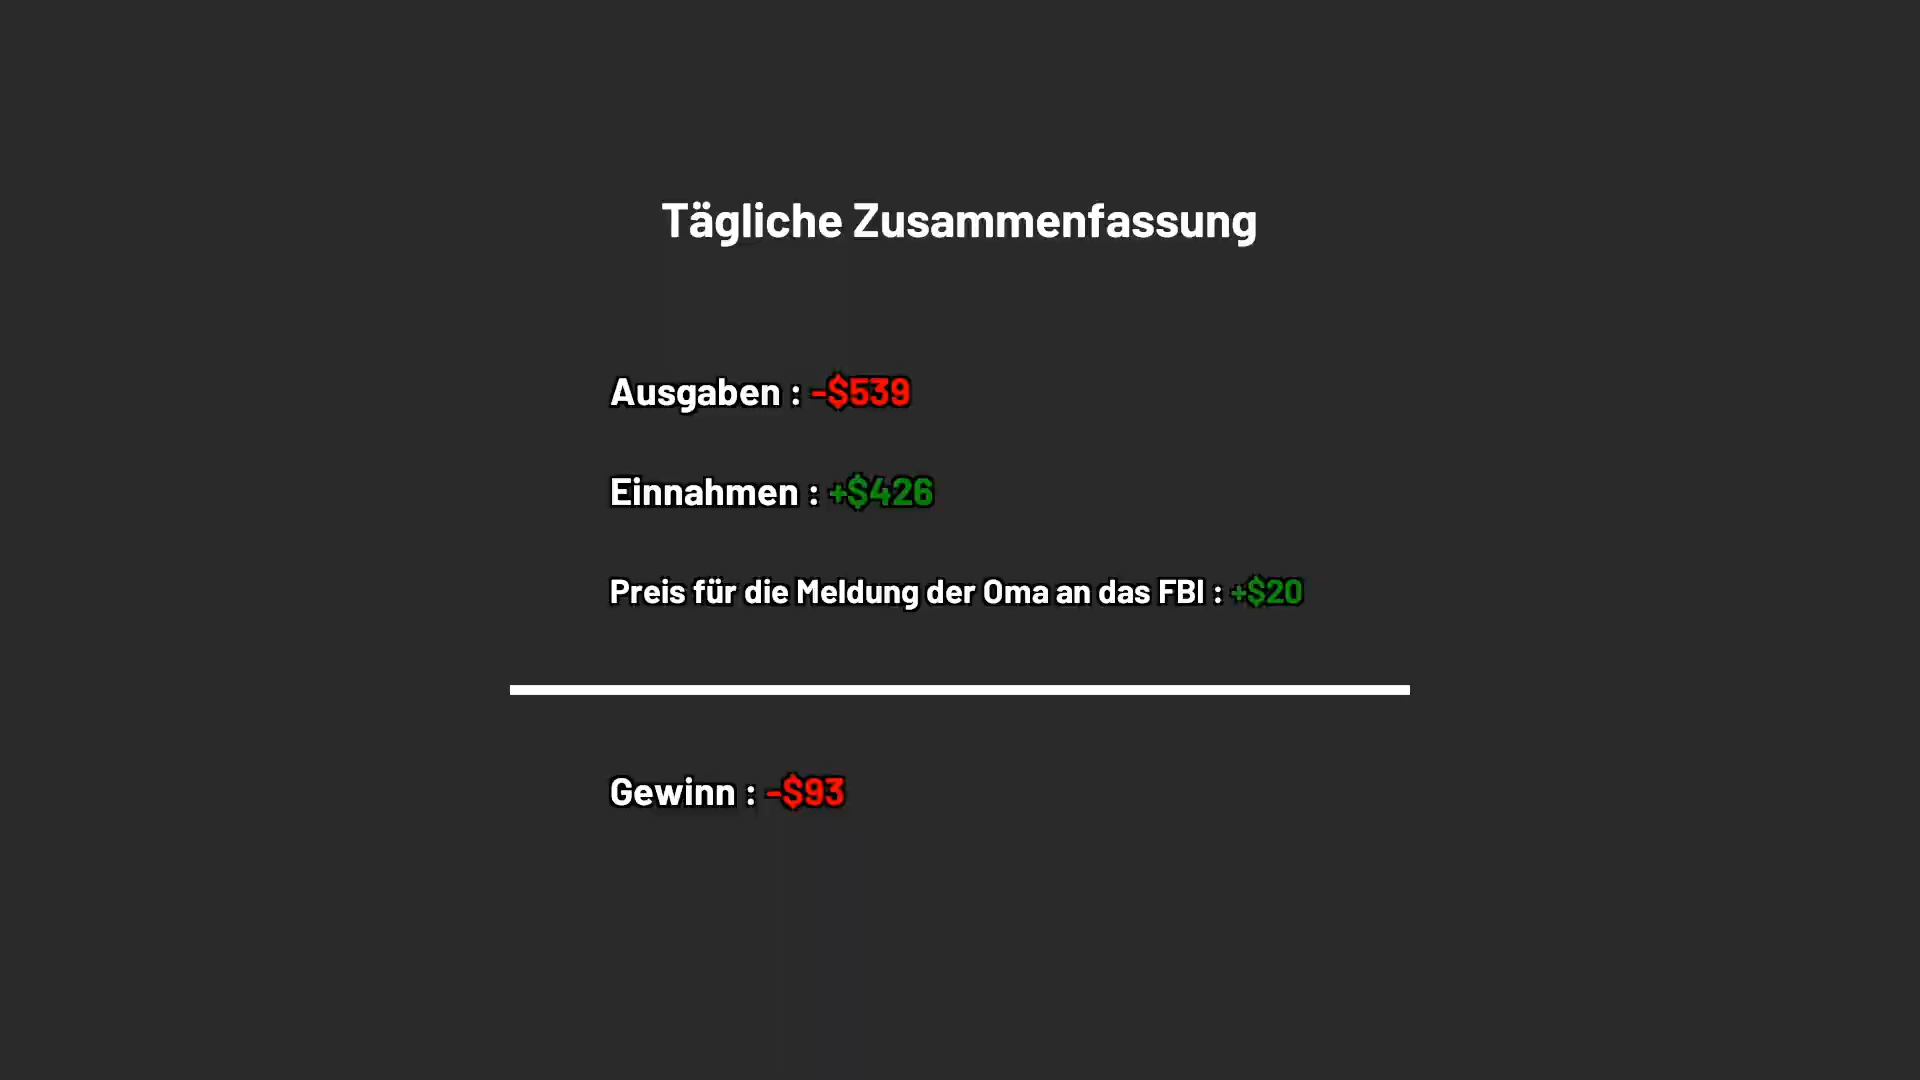 Tägliche Zusammenfassung
Ausgaben : -$539
Einnahmen : +$426
Preis für die Meldung der Oma an das FBI : +$20
Gewinn : -$93